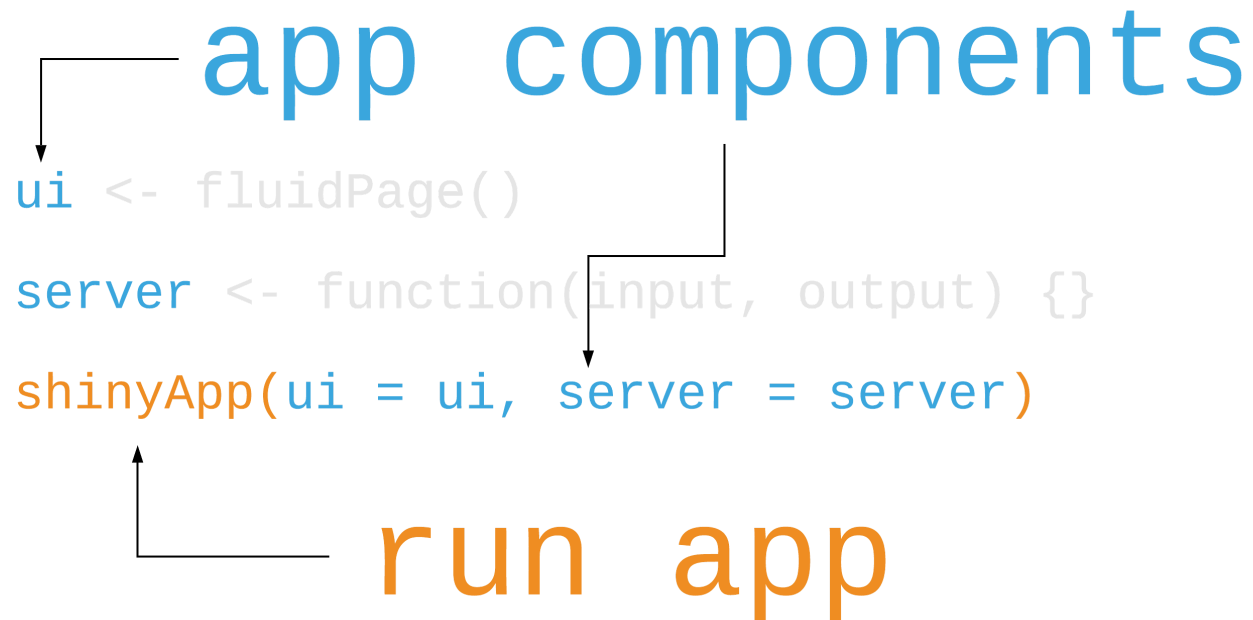 app components
ui <- fluidPage()
server <- function(input, output) {}
shinyApp(ui = ui, server = server)
run app